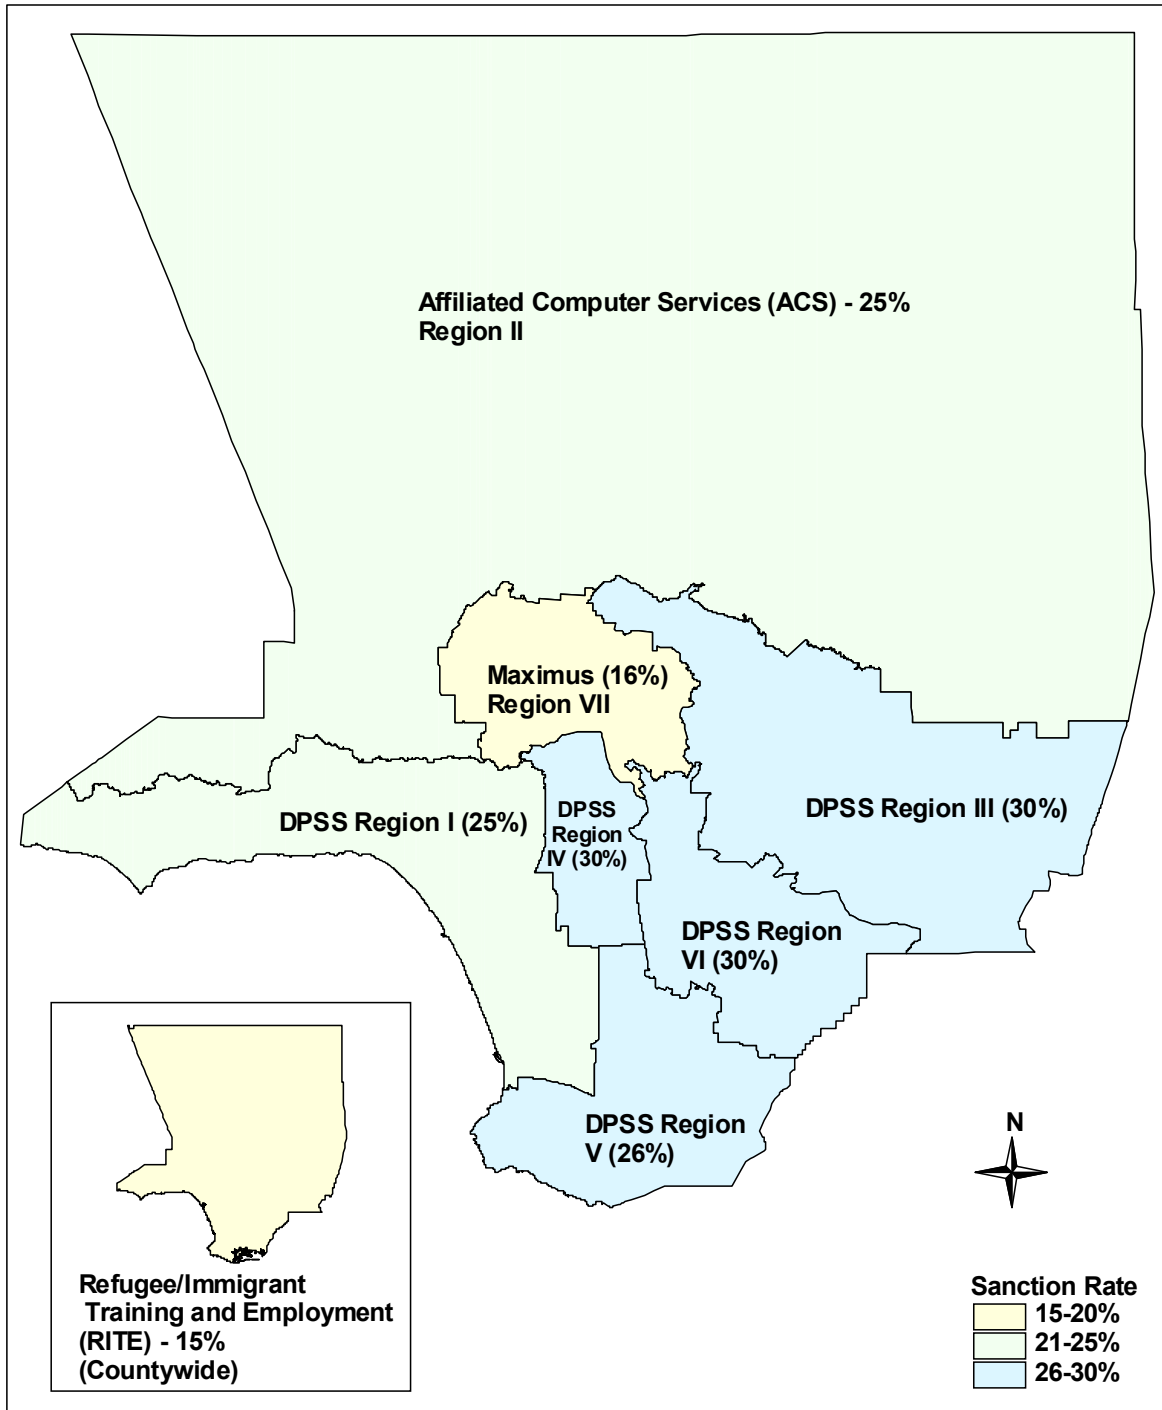 Affiliated Computer Services (ACS) - 25%
Region II
Maximus (16%)
Region VII
DPSS Region I (25%)
DPSS
Region
IV (30%)
DPSS Region III (30%)
DPSS Region
VI (30%)
DPSS Region
V (26%)
N
Refugee/Immigrant
Training and Employment
(RITE) - 15%
(Countywide)
Sanction Rate
15-20%
21-25%
26-30%